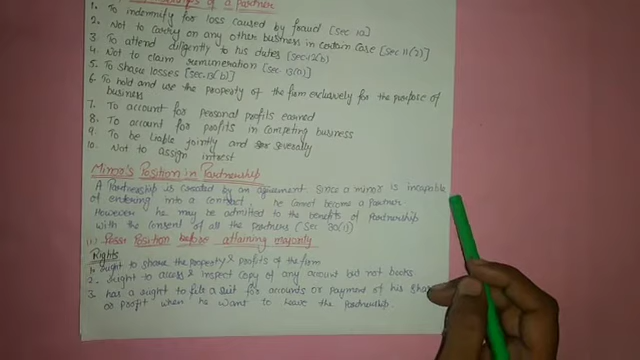 of a partner
1. To indemnify for loss caused by fraud [Sec 10]
2. Not to carry on any other business in certain case [Sec 11(2)]
3. To attend diligently to his duties [Sec.12(b)]
4. Not to claim remuneration [Sec. 13(a)]
5. To share losses [Sec.13(b)]
6. To hold and use the property of the firm exclusively for the purpose of
business
7. To account for personal profits earned
8. To account for profits in competing business
9. To be liable jointly and severally
10. Not to assign intrest
Minor's Position in Partnership
A Partnership is created by an agreement Since a minor is incapable
of entering into a contract, he cannot become a partner
However he may be admitted to the benefits of Partnership
with the consent of all the partners (Sec 30(1))
(1) Position before attaining
Rights
1. right to share the property & profits of the firm
2. right to access & inspect copy of any account but not books
3. has a right to file a suit for accounts or payment of his share
or profit when he want to leave the partnership.